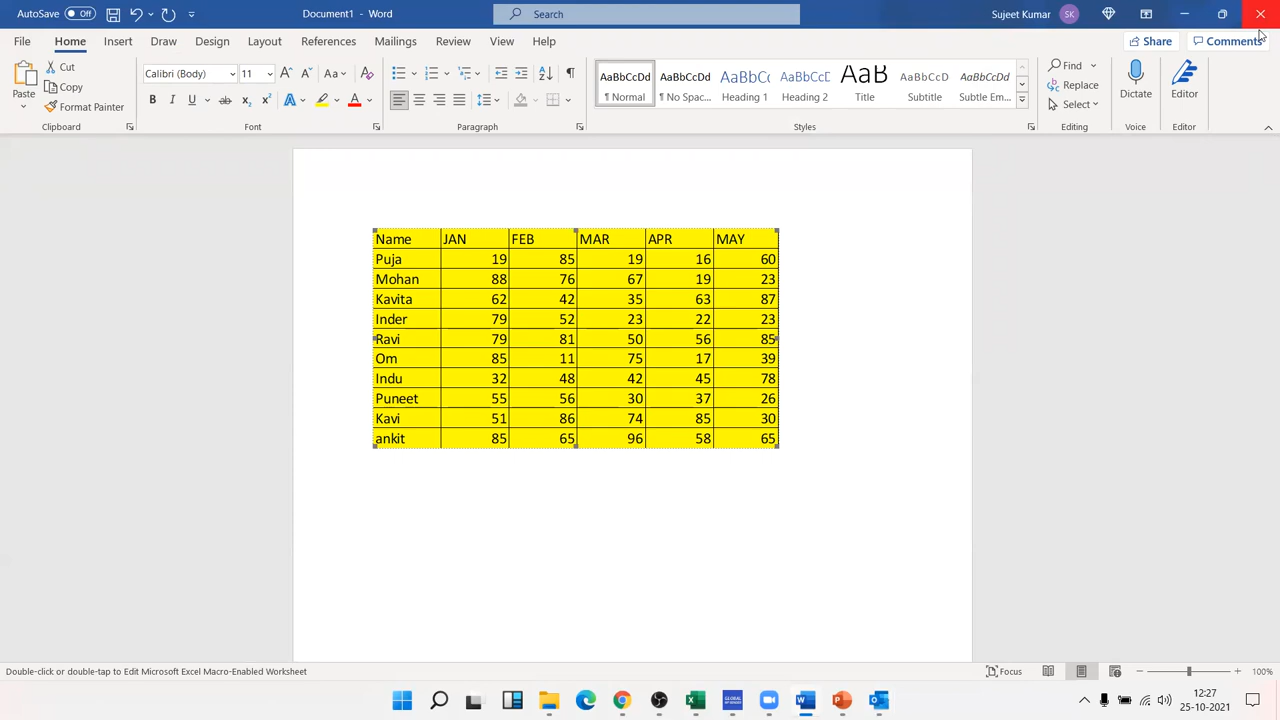 AutoSave Off Document1 - Word Search Sujeet Kumar SK
File Home Insert Draw Design Layout References Mailings Review View Help Share Comments
Paste Cut Copy Format Painter
Calibri (Body) 11
AaBbCcDd ¶ Normal
AaBbCcDd ¶ No Spac...
AaBbCc Heading 1
AaBbCcE Heading 2
AaB Title
AaBbCcD Subtitle
AaBbCcDd Subtle Em...
Find Replace Select
Dictate
Editor
Clipboard Font Paragraph Styles Editing Voice Editor
Name JAN FEB MAR APR MAY
Puja 19 85 19 16 60
Mohan 88 76 67 19 23
Kavita 62 42 35 63 87
Inder 79 52 23 22 23
Ravi 79 81 50 56 85
Om 85 11 75 17 39
Indu 32 48 42 45 78
Puneet 55 56 30 37 26
Kavi 51 86 74 85 30
ankit 85 65 96 58 65
Double-click or double-tap to Edit Microsoft Excel Macro-Enabled Worksheet Focus 100%
12:27
25-10-2021